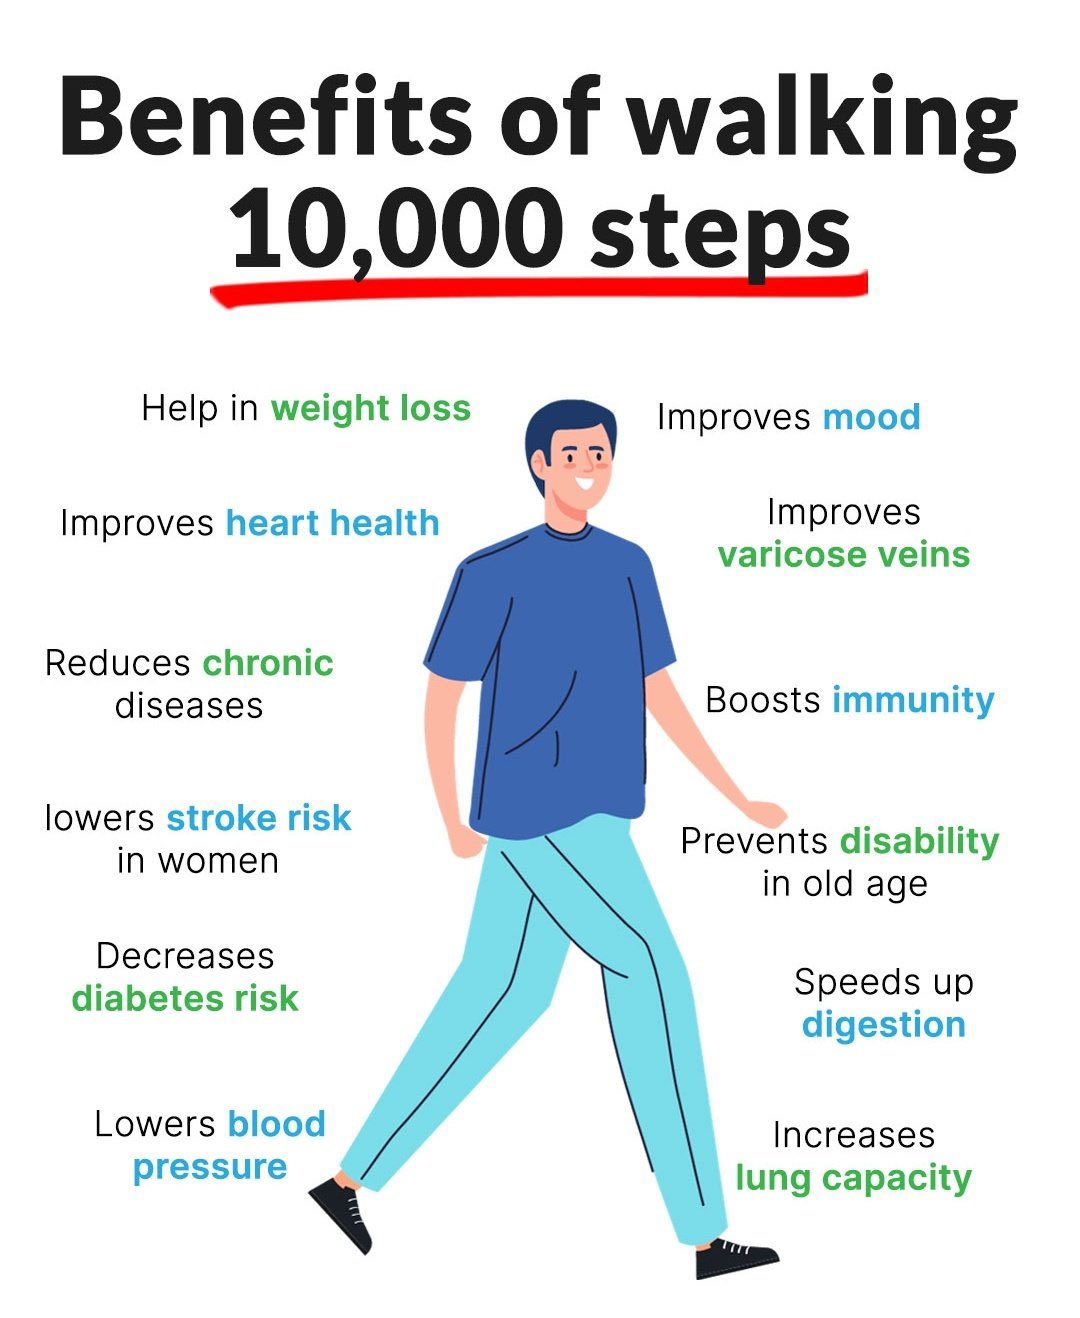 Benefits of walking
10,000 steps
Help in weight loss
Improves heart health
Reduces chronic
diseases
lowers stroke risk
in women
Decreases
diabetes risk
Lowers blood
pressure
Improves mood
Improves
varicose veins
Boosts immunity
Prevents disability
in old age
Speeds up
digestion
Increases
lung capacity